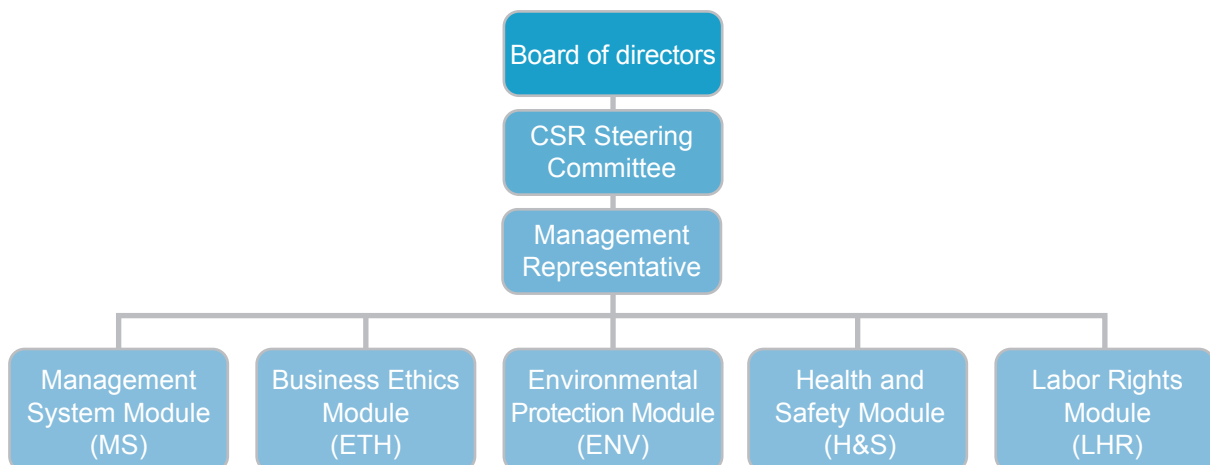 Board of directors
CSR Steering
Committee
Management
Representative
Management
System Module
(MS)
Business Ethics
Module
(ETH)
Environmental
Protection Module
(ENV)
Health and
Safety Module
(H&S)
Labor Rights
Module
(LHR)